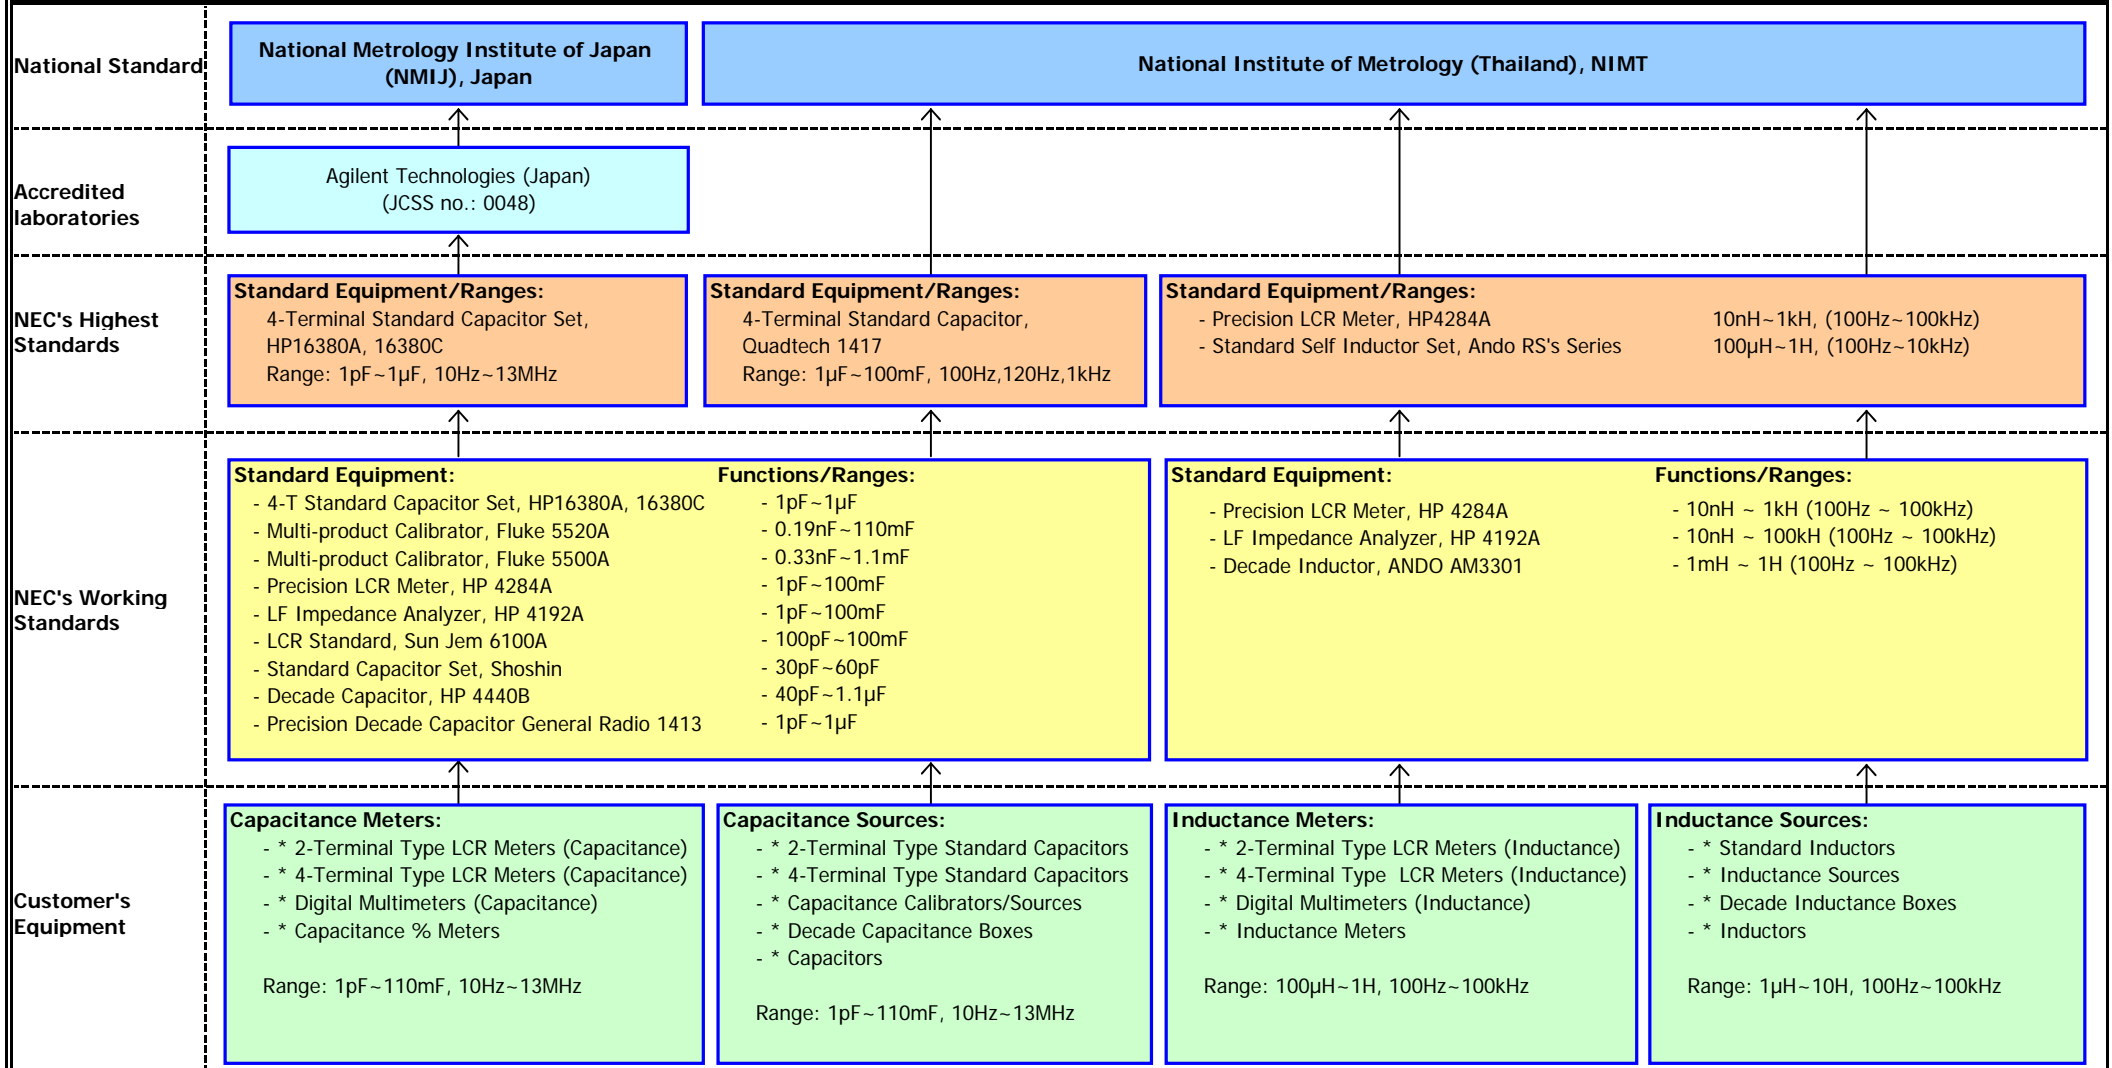 National Standard
National Metrology Institute of Japan
(NMIJ), Japan
National Institute of Metrology (Thailand), NIMT
Accredited
laboratories
Agilent Technologies (Japan)
(JCSS no.: 0048)
NEC's Highest
Standards
Standard Equipment/Ranges:
4-Terminal Standard Capacitor Set,
HP16380A, 16380C
Range: 1pF~1µF, 10Hz~13MHz
Standard Equipment/Ranges:
4-Terminal Standard Capacitor,
Quadtech 1417
Range: 1µF~100mF, 100Hz,120Hz,1kHz
Standard Equipment/Ranges:
- Precision LCR Meter, HP4284A 10nH~1kH, (100Hz~100kHz)
- Standard Self Inductor Set, Ando RS's Series 100µH~1H, (100Hz~10kHz)
NEC's Working
Standards
Standard Equipment: Functions/Ranges:
- 4-T Standard Capacitor Set, HP16380A, 16380C - 1pF~1µF
- Multi-product Calibrator, Fluke 5520A - 0.19nF~110mF
- Multi-product Calibrator, Fluke 5500A - 0.33nF~1.1mF
- Precision LCR Meter, HP 4284A - 1pF~100mF
- LF Impedance Analyzer, HP 4192A - 1pF~100mF
- LCR Standard, Sun Jem 6100A - 100pF~100mF
- Standard Capacitor Set, Shoshin - 30pF~60pF
- Decade Capacitor, HP 4440B - 40pF~1.1µF
- Precision Decade Capacitor General Radio 1413 - 1pF~1µF
Standard Equipment: Functions/Ranges:
- Precision LCR Meter, HP 4284A - 10nH ~ 1kH (100Hz ~ 100kHz)
- LF Impedance Analyzer, HP 4192A - 10nH ~ 100kH (100Hz ~ 100kHz)
- Decade Inductor, ANDO AM3301 - 1mH ~ 1H (100Hz ~ 100kHz)
Customer's
Equipment
Capacitance Meters:
- * 2-Terminal Type LCR Meters (Capacitance)
- * 4-Terminal Type LCR Meters (Capacitance)
- * Digital Multimeters (Capacitance)
- * Capacitance % Meters
Range: 1pF~110mF, 10Hz~13MHz
Capacitance Sources:
- * 2-Terminal Type Standard Capacitors
- * 4-Terminal Type Standard Capacitors
- * Capacitance Calibrators/Sources
- * Decade Capacitance Boxes
- * Capacitors
Range: 1pF~110mF, 10Hz~13MHz
Inductance Meters:
- * 2-Terminal Type LCR Meters (Inductance)
- * 4-Terminal Type  LCR Meters (Inductance)
- * Digital Multimeters (Inductance)
- * Inductance Meters
Range: 100µH~1H, 100Hz~100kHz
Inductance Sources:
- * Standard Inductors
- * Inductance Sources
- * Decade Inductance Boxes
- * Inductors
Range: 1µH~10H, 100Hz~100kHz